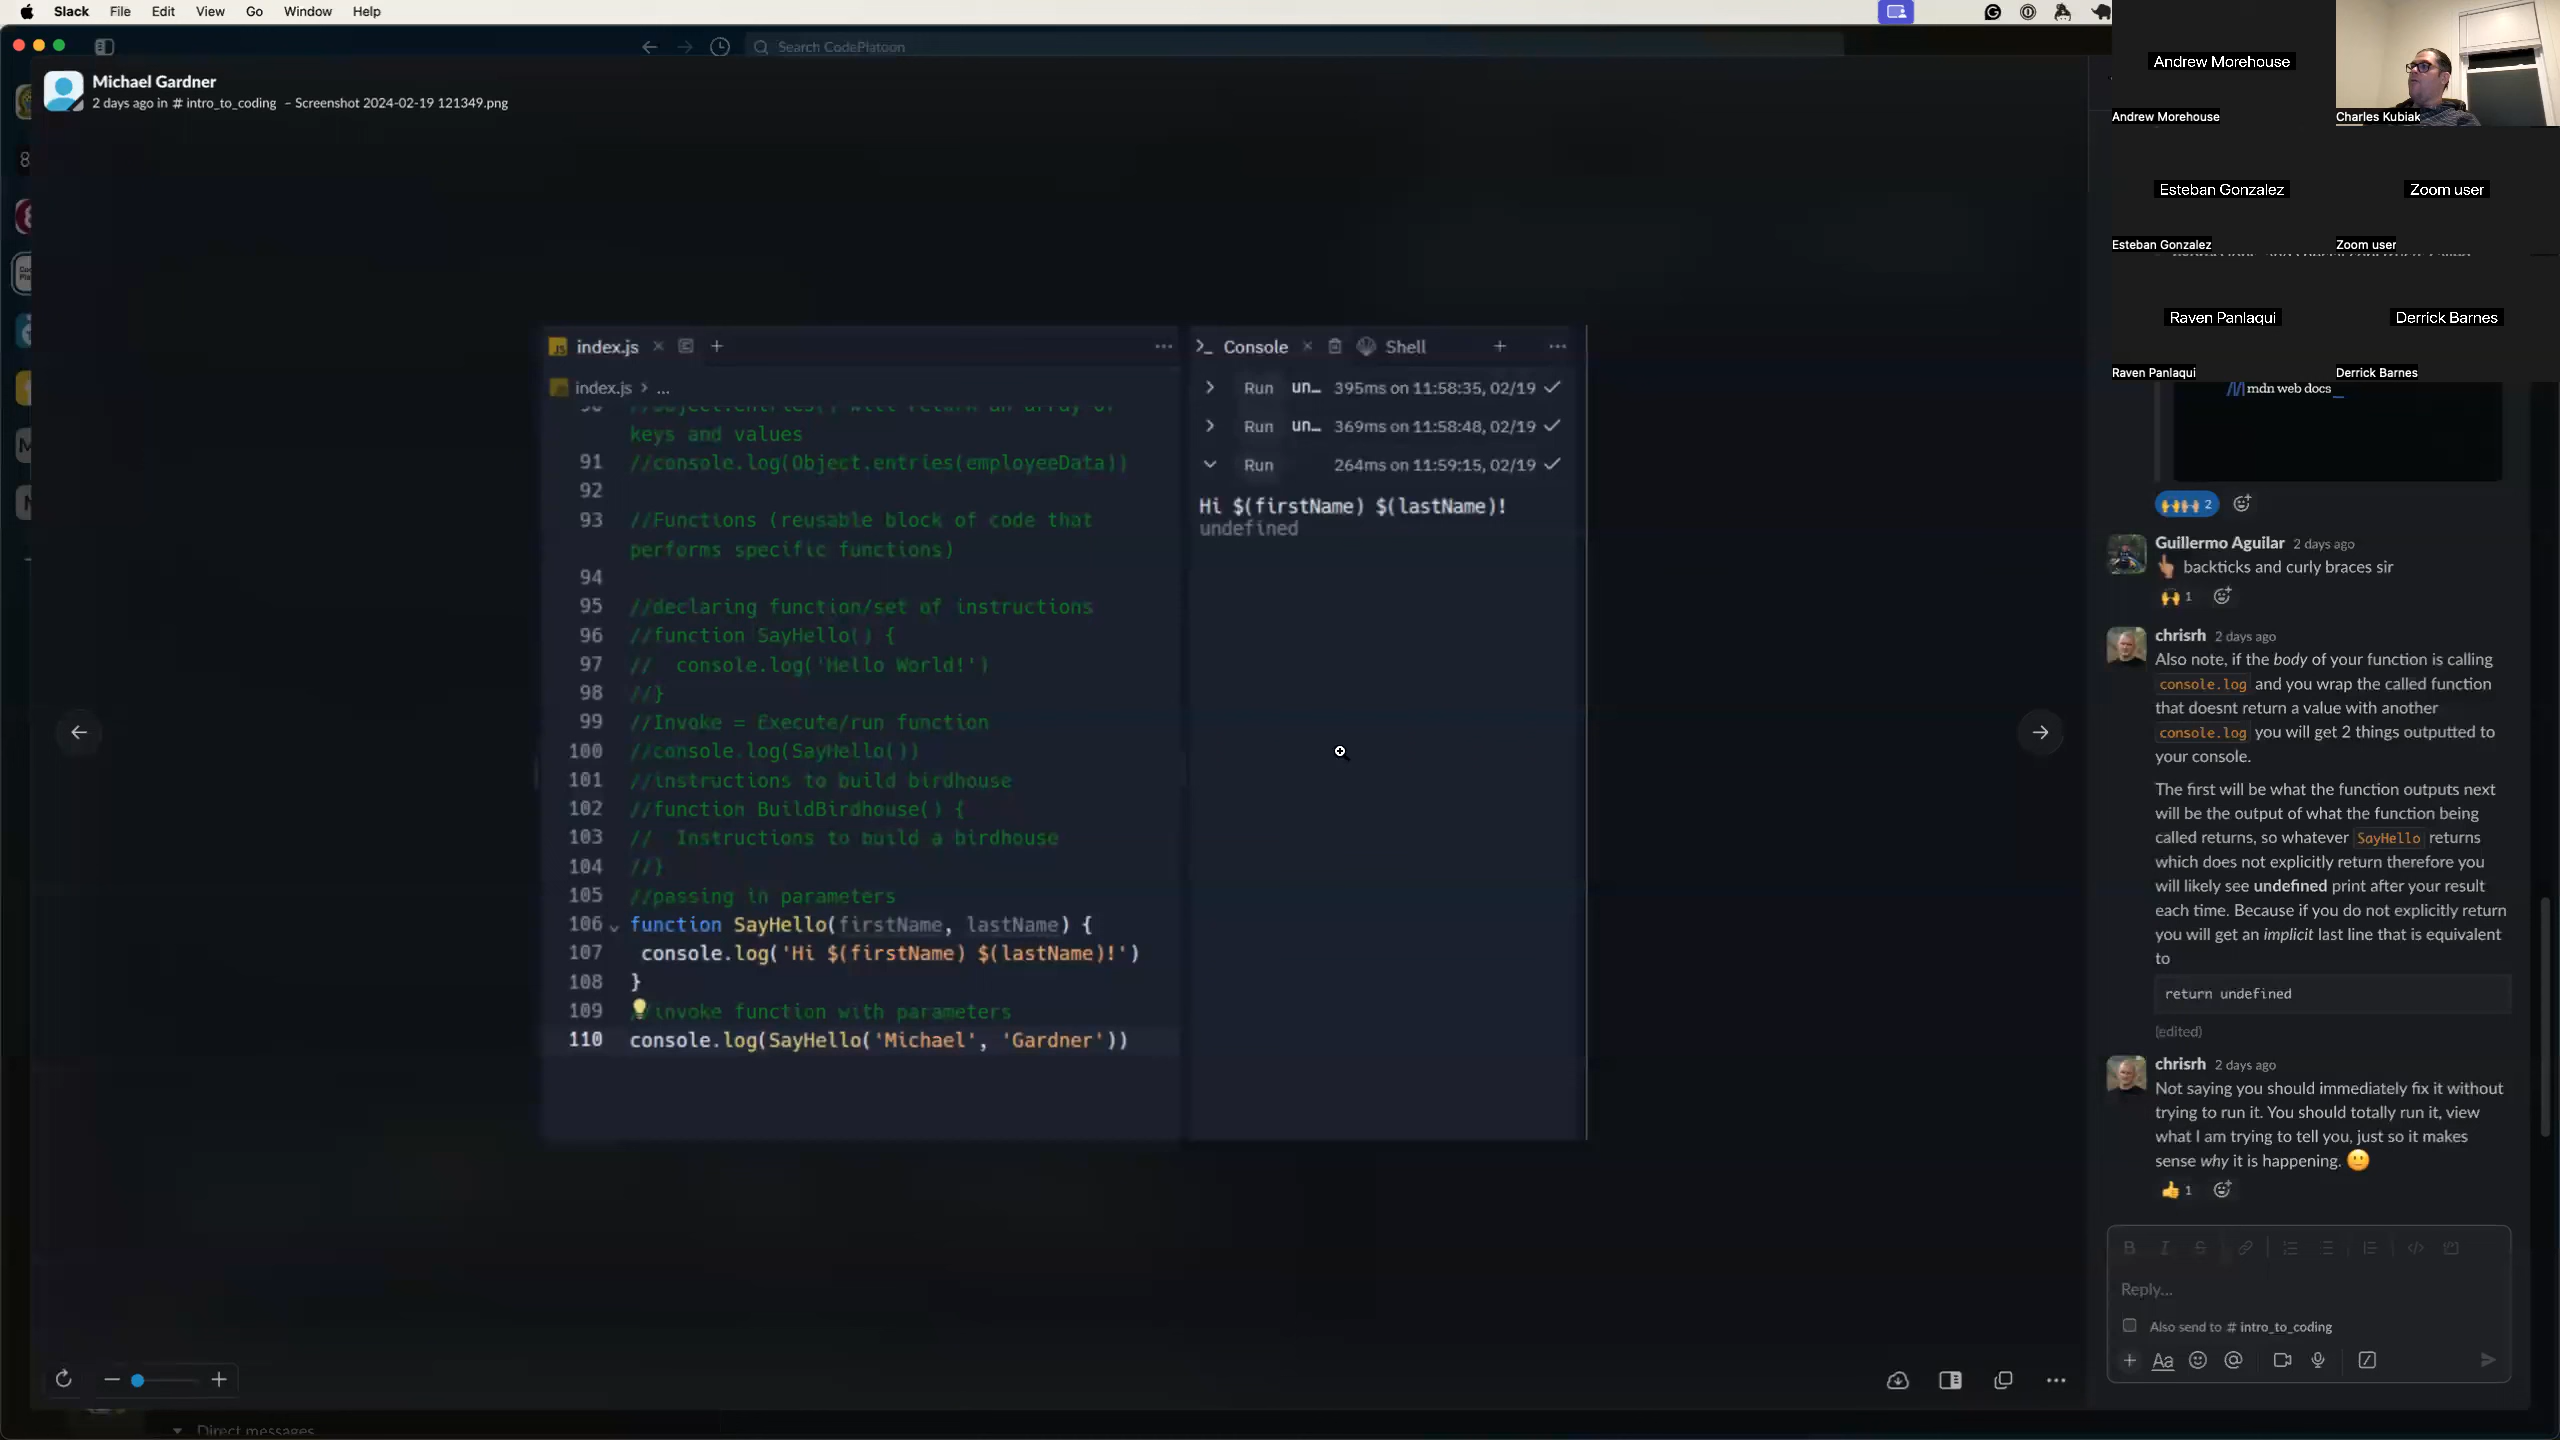 Slack File Edit View Go Window Help
Search CodePlatoon
Michael Gardner
2 days ago in # intro_to_coding – Screenshot 2024-02-19 121349.png
index.js
Console
Shell
index.js > ...
keys and values
91 //console.log(Object.entries(employeeData))
92
93 //Functions (reusable block of code that
performs specific functions)
94
95 //declaring function/set of instructions
96 //function SayHello() {
97 //  console.log('Hello World!')
98 //}
99 //Invoke = Execute/run function
100 //console.log(SayHello())
101 //instructions to build birdhouse
102 //function BuildBirdhouse() {
103 //  Instructions to build a birdhouse
104 //}
105 //passing in parameters
106 function SayHello(firstName, lastName) {
107  console.log('Hi $(firstName) $(lastName)!')
108 }
109 //invoke function with parameters
110 console.log(SayHello('Michael', 'Gardner'))
Run un... 395ms on 11:58:35, 02/19
Run un... 369ms on 11:58:48, 02/19
Run 264ms on 11:59:15, 02/19
Hi $(firstName) $(lastName)!
undefined
Andrew Morehouse
Andrew Morehouse
Charles Kubiak
Esteban Gonzalez
Zoom user
Esteban Gonzalez
Zoom user
Raven Panlaqui
Derrick Barnes
Raven Panlaqui
Derrick Barnes
mdn web docs _
2
Guillermo Aguilar 2 days ago
backticks and curly braces sir
1
chrisrh 2 days ago
Also note, if the body of your function is calling
console.log and you wrap the called function
that doesnt return a value with another
console.log you will get 2 things outputted to
your console.
The first will be what the function outputs next
will be the output of what the function being
called returns, so whatever SayHello returns
which does not explicitly return therefore you
will likely see undefined print after your result
each time. Because if you do not explicitly return
you will get an implicit last line that is equivalent
to
return undefined
(edited)
chrisrh 2 days ago
Not saying you should immediately fix it without
trying to run it. You should totally run it, view
what I am trying to tell you, just so it makes
sense why it is happening.
1
Reply...
Also send to # intro_to_coding
Direct messages